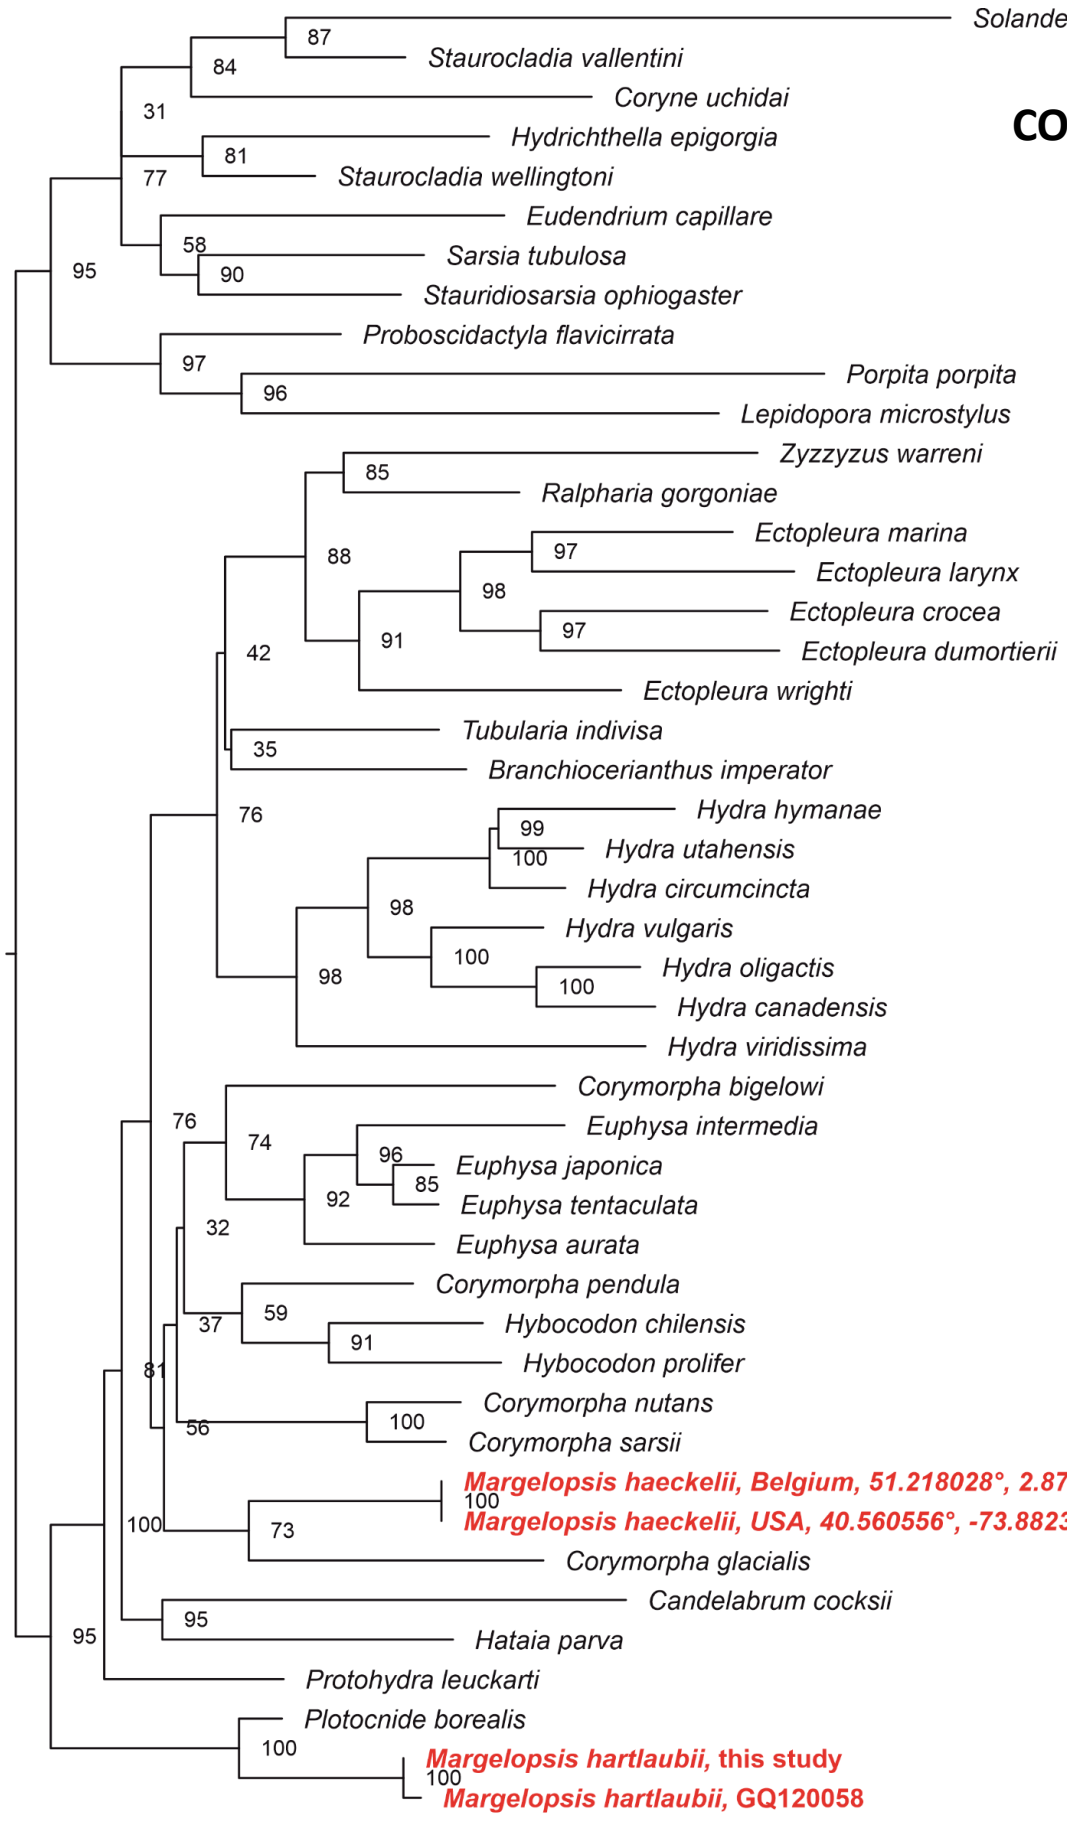 Solande
87
Staurocladia vallentini
84
Coryne uchidai
31
CO
Hydrichthella epigorgia
81
Staurocladia wellingtoni
77
Eudendrium capillare
58
Sarsia tubulosa
95
90
Stauridiosarsia ophiogaster
Proboscidactyla flavicirrata
97
Porpita porpita
96
Lepidopora microstylus
Zyzzyzus warreni
85
Ralpharia gorgoniae
Ectopleura marina
88
97
Ectopleura larynx
98
Ectopleura crocea
97
91
Ectopleura dumortierii
42
Ectopleura wrighti
Tubularia indivisa
35
Branchiocerianthus imperator
76
Hydra hymanae
99
Hydra utahensis
100
Hydra circumcincta
98
Hydra vulgaris
100
Hydra oligactis
98
100
Hydra canadensis
Hydra viridissima
Corymorpha bigelowi
76
Euphysa intermedia
74
96
Euphysa japonica
85
92
Euphysa tentaculata
32
Euphysa aurata
Corymorpha pendula
59
37
Hybocodon chilensis
91
Hybocodon prolifer
81
Corymorpha nutans
100
56
Corymorpha sarsii
Margelopsis haeckelii, Belgium, 51.218028°, 2.87
100
Margelopsis haeckelii, USA, 40.560556°, -73.8823
100
73
Corymorpha glacialis
Candelabrum cocksii
95
95
Hataia parva
Protohydra leuckarti
Plotocnide borealis
100
Margelopsis hartlaubii, this study
100
Margelopsis hartlaubii, GQ120058